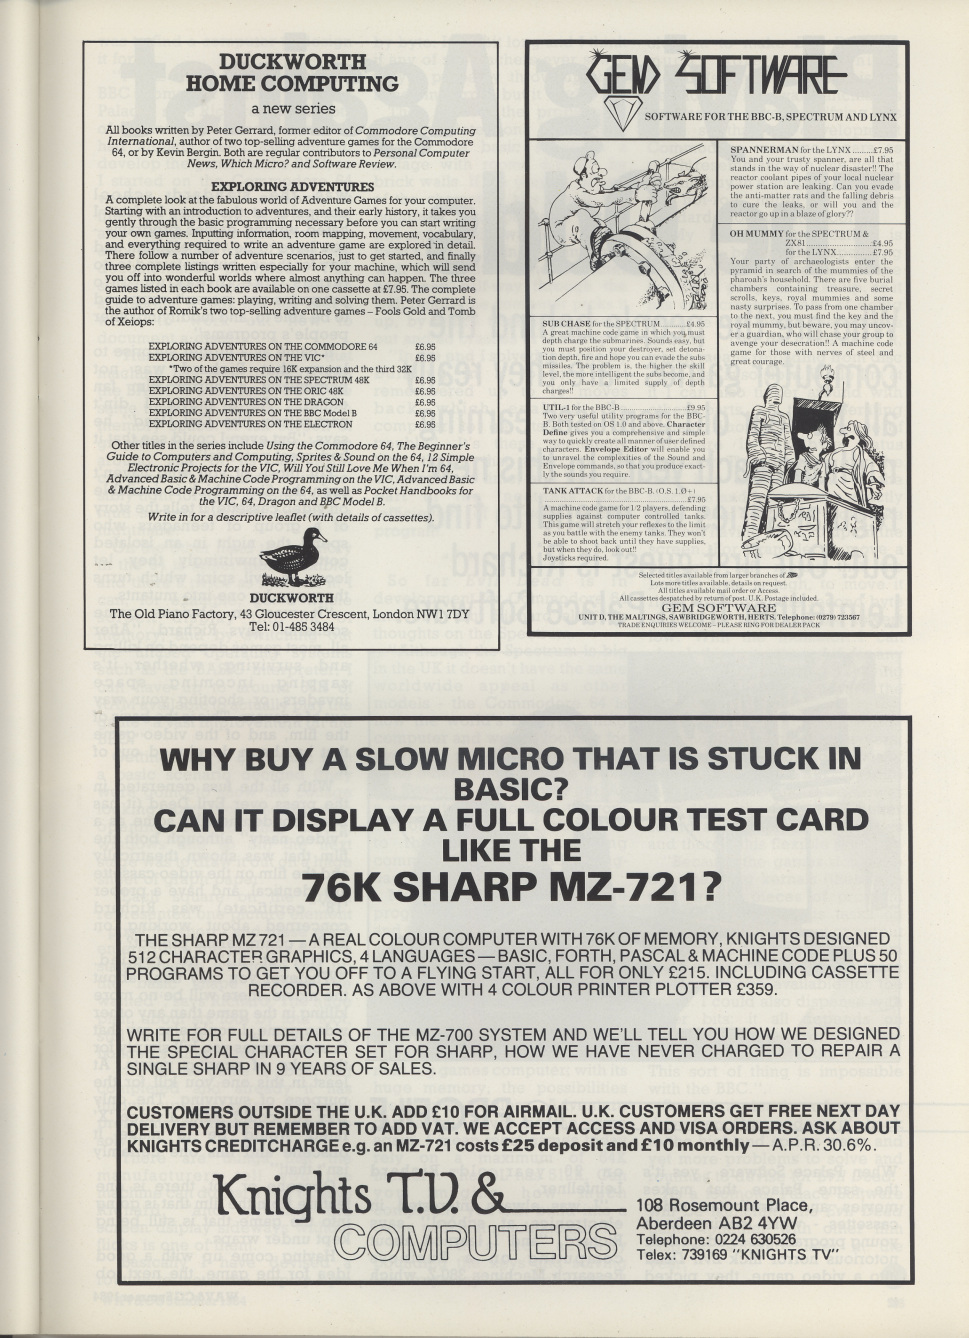 DUCKWORTH
HOME COMPUTING
a new series
All books written by Peter Gerrard, former editor of Commodore Computing
International, author of two top-selling adventure games for the Commodore
64, or by Kevin Bergin. Both are regular contributors to Personal Computer
News, Which Micro? and Software Review.
EXPLORING ADVENTURES
A complete look at the fabulous world of Adventure Games for your computer.
Starting with an introduction to adventures, and their early history, it takes you
gently through the basic programming necessary before you can start writing
your own games. Inputting information, room mapping, movement, vocabulary,
and everything required to write an adventure game are explored in detail.
There follow a number of adventure scenarios, just to get started, and finally
three complete listings written especially for your machine, which will send
you off into wonderful worlds where almost anything can happen. The three
games listed in each book are available on one cassette at £7.95. The complete
guide to adventure games: playing, writing and solving them. Peter Gerrard is
the author of Romik's two top-selling adventure games – Fools Gold and Tomb
of Xeiops:
EXPLORING ADVENTURES ON THE COMMODORE 64 £6.95
EXPLORING ADVENTURES ON THE VIC* £6.95
*Two of the games require 16K expansion and the third 32K
EXPLORING ADVENTURES ON THE SPECTRUM 48K £6.95
EXPLORING ADVENTURES ON THE ORIC 48K £6.95
EXPLORING ADVENTURES ON THE DRAGON £6.95
EXPLORING ADVENTURES ON THE BBC Model B £6.95
EXPLORING ADVENTURES ON THE ELECTRON £6.95
Other titles in the series include Using the Commodore 64, The Beginner's
Guide to Computers and Computing, Sprites & Sound on the 64, 12 Simple
Electronic Projects for the VIC, Will You Still Love Me When I'm 64,
Advanced Basic & Machine Code Programming on the VIC, Advanced Basic
& Machine Code Programming on the 64, as well as Pocket Handbooks for
the VIC, 64, Dragon and BBC Model B.
Write in for a descriptive leaflet (with details of cassettes).
DUCKWORTH
The Old Piano Factory, 43 Gloucester Crescent, London NW1 7DY
Tel: 01-485 3484
GEM SOFTWARE
SOFTWARE FOR THE BBC-B, SPECTRUM AND LYNX
SUB CHASE for the SPECTRUM ............£4.95
A great machine code game in which you must
depth charge the submarines. Sounds easy, but
you must position your destroyer, set detona-
tion depth, fire and hope you can evade the subs
missiles. The problem is, the higher the skill
level, the more intelligent the subs become, and
you only have a limited supply of depth
charges!!
UTIL-1 for the BBC-B ............£9.95
Two very useful utility programs for the BBC-
B. Both tested on OS 1.0 and above. Character
Define gives you a comprehensive and simple
way to quickly create all manner of user defined
characters. Envelope Editor will enable you
to unravel the complexities of the Sound and
Envelope commands, so that you produce exact-
ly the sounds you require.
TANK ATTACK for the BBC-B. (O.S. 1.0+)
£7.95
A machine code game for 1/2 players, defending
supplies against computer controlled tanks.
This game will stretch your reflexes to the limit
as you battle with the enemy tanks. They won't
be able to shoot back until they have supplies,
but when they do, look out!!
Joysticks required.
SPANNERMAN for the LYNX .........£7.95
You and your trusty spanner, are all that
stands in the way of nuclear disaster!! The
reactor coolant pipes of your local nuclear
power station are leaking. Can you evade
the anti-matter rats and the falling debris
to cure the leaks, or will you and the
reactor go up in a blaze of glory??
OH MUMMY for the SPECTRUM &
ZX81............£4.95
for the LYNX............£7.95
Your party of archaeologists enter the
pyramid in search of the mummies of the
pharoah's household. There are five burial
chambers containing treasure, secret
scrolls, keys, royal mummies and some
nasty surprises. To pass from one chamber
to the next, you must find the key and the
royal mummy, but beware, you may uncov-
er a guardian, who will chase your group to
avenge your desecration!! A machine code
game for those with nerves of steel and
great courage.
Selected titles available from larger branches of
Lots more titles available, details on request.
All titles available mail order or Access.
All cassettes despatched by return of post. U.K. Postage included.
GEM SOFTWARE
UNIT D, THE MALTINGS, SAWBRIDGEWORTH, HERTS. Telephone: (0279) 723567
TRADE ENQUIRIES WELCOME – PLEASE RING FOR DEALER PACK
WHY BUY A SLOW MICRO THAT IS STUCK IN
BASIC?
CAN IT DISPLAY A FULL COLOUR TEST CARD
LIKE THE
76K SHARP MZ-721?
THE SHARP MZ 721 — A REAL COLOUR COMPUTER WITH 76K OF MEMORY, KNIGHTS DESIGNED
512 CHARACTER GRAPHICS, 4 LANGUAGES — BASIC, FORTH, PASCAL & MACHINE CODE PLUS 50
PROGRAMS TO GET YOU OFF TO A FLYING START, ALL FOR ONLY £215. INCLUDING CASSETTE
RECORDER. AS ABOVE WITH 4 COLOUR PRINTER PLOTTER £359.
WRITE FOR FULL DETAILS OF THE MZ-700 SYSTEM AND WE'LL TELL YOU HOW WE DESIGNED
THE SPECIAL CHARACTER SET FOR SHARP, HOW WE HAVE NEVER CHARGED TO REPAIR A
SINGLE SHARP IN 9 YEARS OF SALES.
CUSTOMERS OUTSIDE THE U.K. ADD £10 FOR AIRMAIL. U.K. CUSTOMERS GET FREE NEXT DAY
DELIVERY BUT REMEMBER TO ADD VAT. WE ACCEPT ACCESS AND VISA ORDERS. ASK ABOUT
KNIGHTS CREDITCHARGE e.g. an MZ-721 costs £25 deposit and £10 monthly — A.P.R. 30.6%.
Knights T.V. &
COMPUTERS
108 Rosemount Place,
Aberdeen AB2 4YW
Telephone: 0224 630526
Telex: 739169 "KNIGHTS TV"